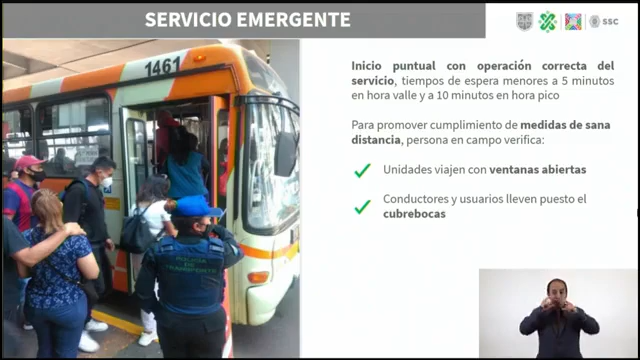 SERVICIO EMERGENTE
SSC
1461
Inicio puntual con operación correcta del
servicio, tiempos de espera menores a 5 minutos
en hora valle y a 10 minutos en hora pico
Para promover cumplimiento de medidas de sana
distancia, persona en campo verifica:
Unidades viajen con ventanas abiertas
Conductores y usuarios lleven puesto el
cubrebocas